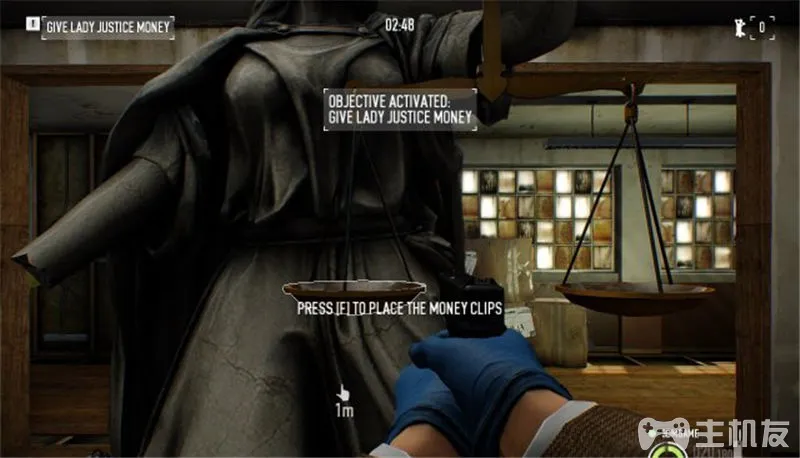 GIVE LADY JUSTICE MONEY
02:48
0
OBJECTIVE ACTIVATED:
GIVE LADY JUSTICE MONEY
PRESS [F] TO PLACE THE MONEY CLIPS
1m
主机友